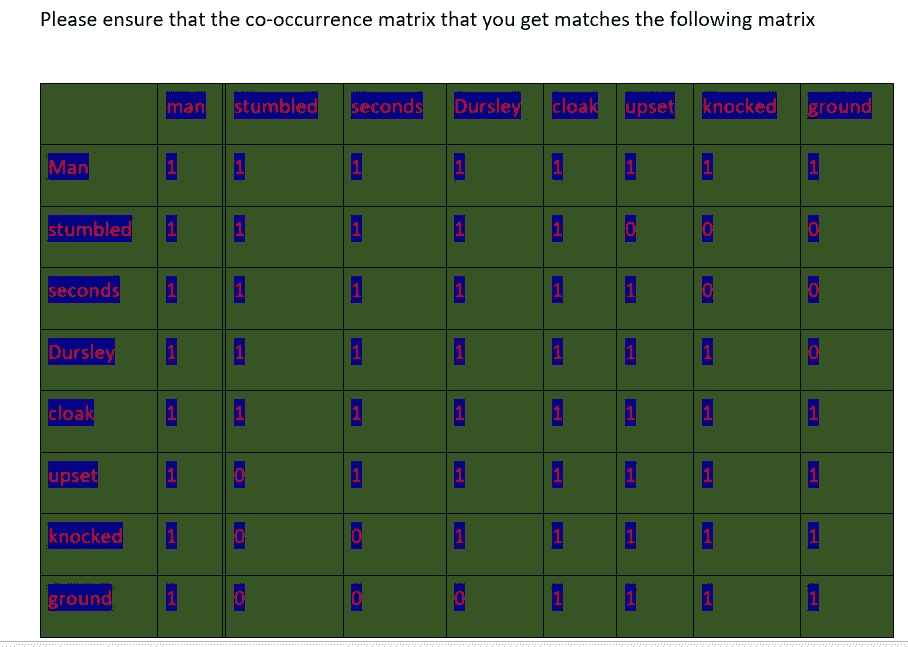 Please ensure that the co-occurrence matrix that you get matches the following matrix
man stumbled seconds Dursley cloak upset knocked ground
Man 1 1 1 1 1 1 1 1
stumbled 1 1 1 1 1 0 0 0
seconds 1 1 1 1 1 1 0 0
Dursley 1 1 1 1 1 1 1 0
cloak 1 1 1 1 1 1 1 1
upset 1 0 1 1 1 1 1 1
knocked 1 0 0 1 1 1 1 1
ground 1 0 0 0 1 1 1 1